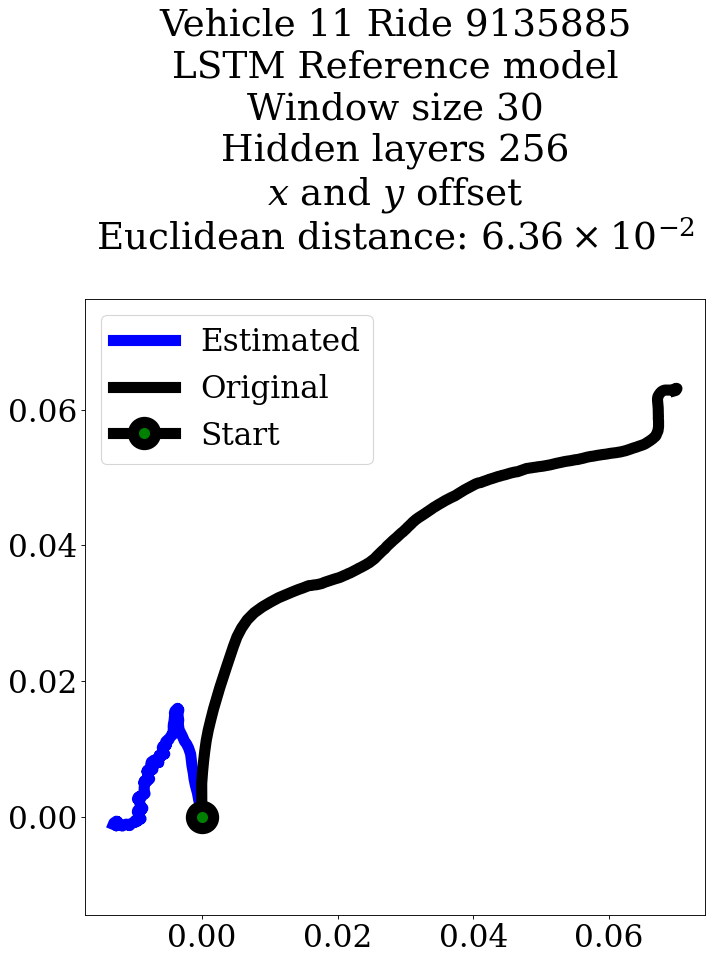 Vehicle 11 Ride 9135885
LSTM Reference model
Window size 30
Hidden layers 256
x and y offset
Euclidean distance: 6.36 × 10⁻²
Estimated
Original
Start
0.06
0.04
0.02
0.00
0.00 0.02 0.04 0.06